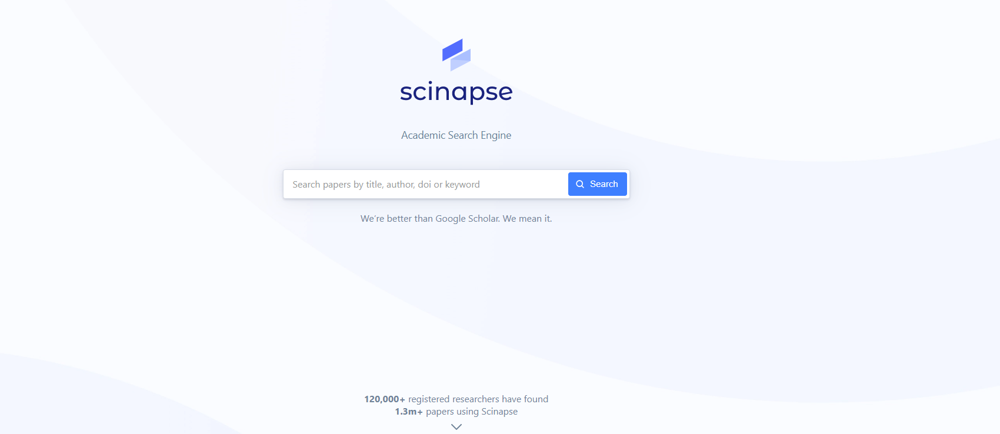 scinapse
Academic Search Engine
Search papers by title, author, doi or keyword
Search
We’re better than Google Scholar. We mean it.
120,000+ registered researchers have found
1.3m+ papers using Scinapse